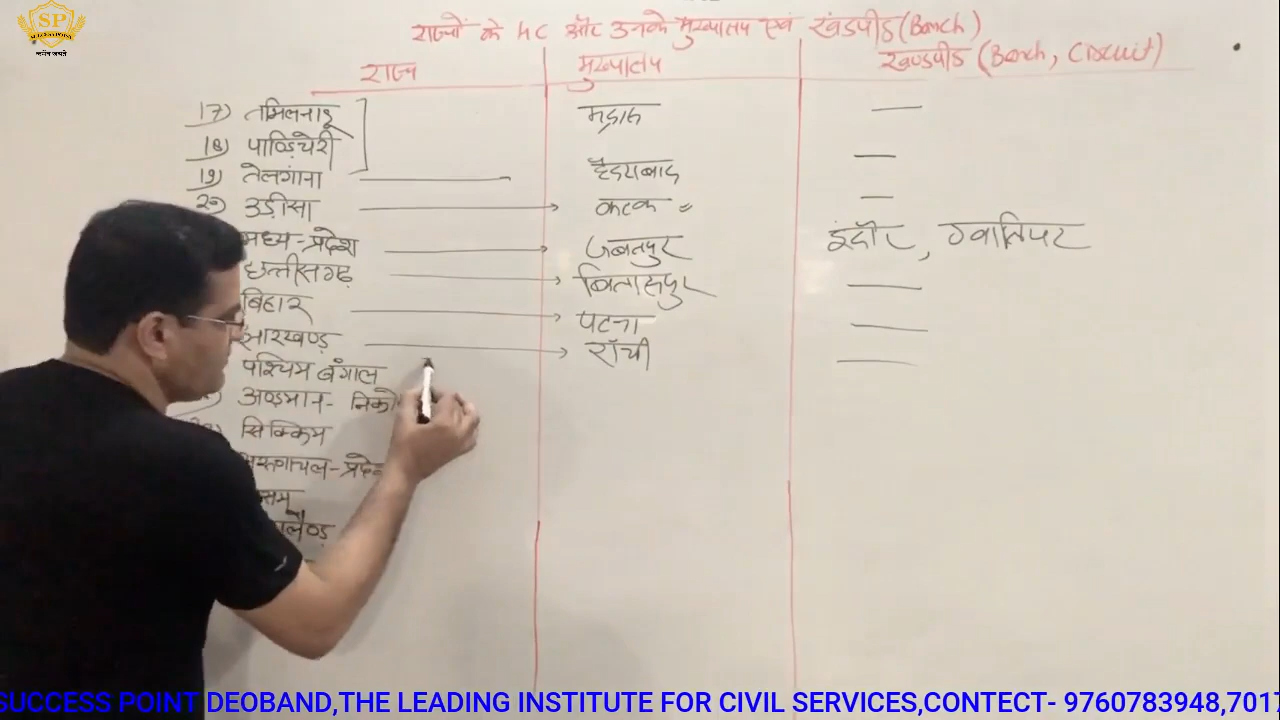 SP
राज्यों के HC और उनके मुख्यालय एवं खंडपीठ (Bench)
राज्य मुख्यालय खण्डपीठ (Bench, Circuit)
17) तमिलनाडु मद्रास —
18) पाण्डिचेरी
19) तेलगांना हैदराबाद —
20) उड़ीसा कटक —
मध्य-प्रदेश जबलपुर इंदौर, ग्वालियर
छत्तीसगढ़ बिलासपुर —
बिहार पटना —
झारखण्ड राँची —
पश्चिम बंगाल
अण्डमान- निको
सिक्किम
अरुणाचल-प्रदे
SUCCESS POINT DEOBAND,THE LEADING INSTITUTE FOR CIVIL SERVICES,CONTECT- 9760783948,7017